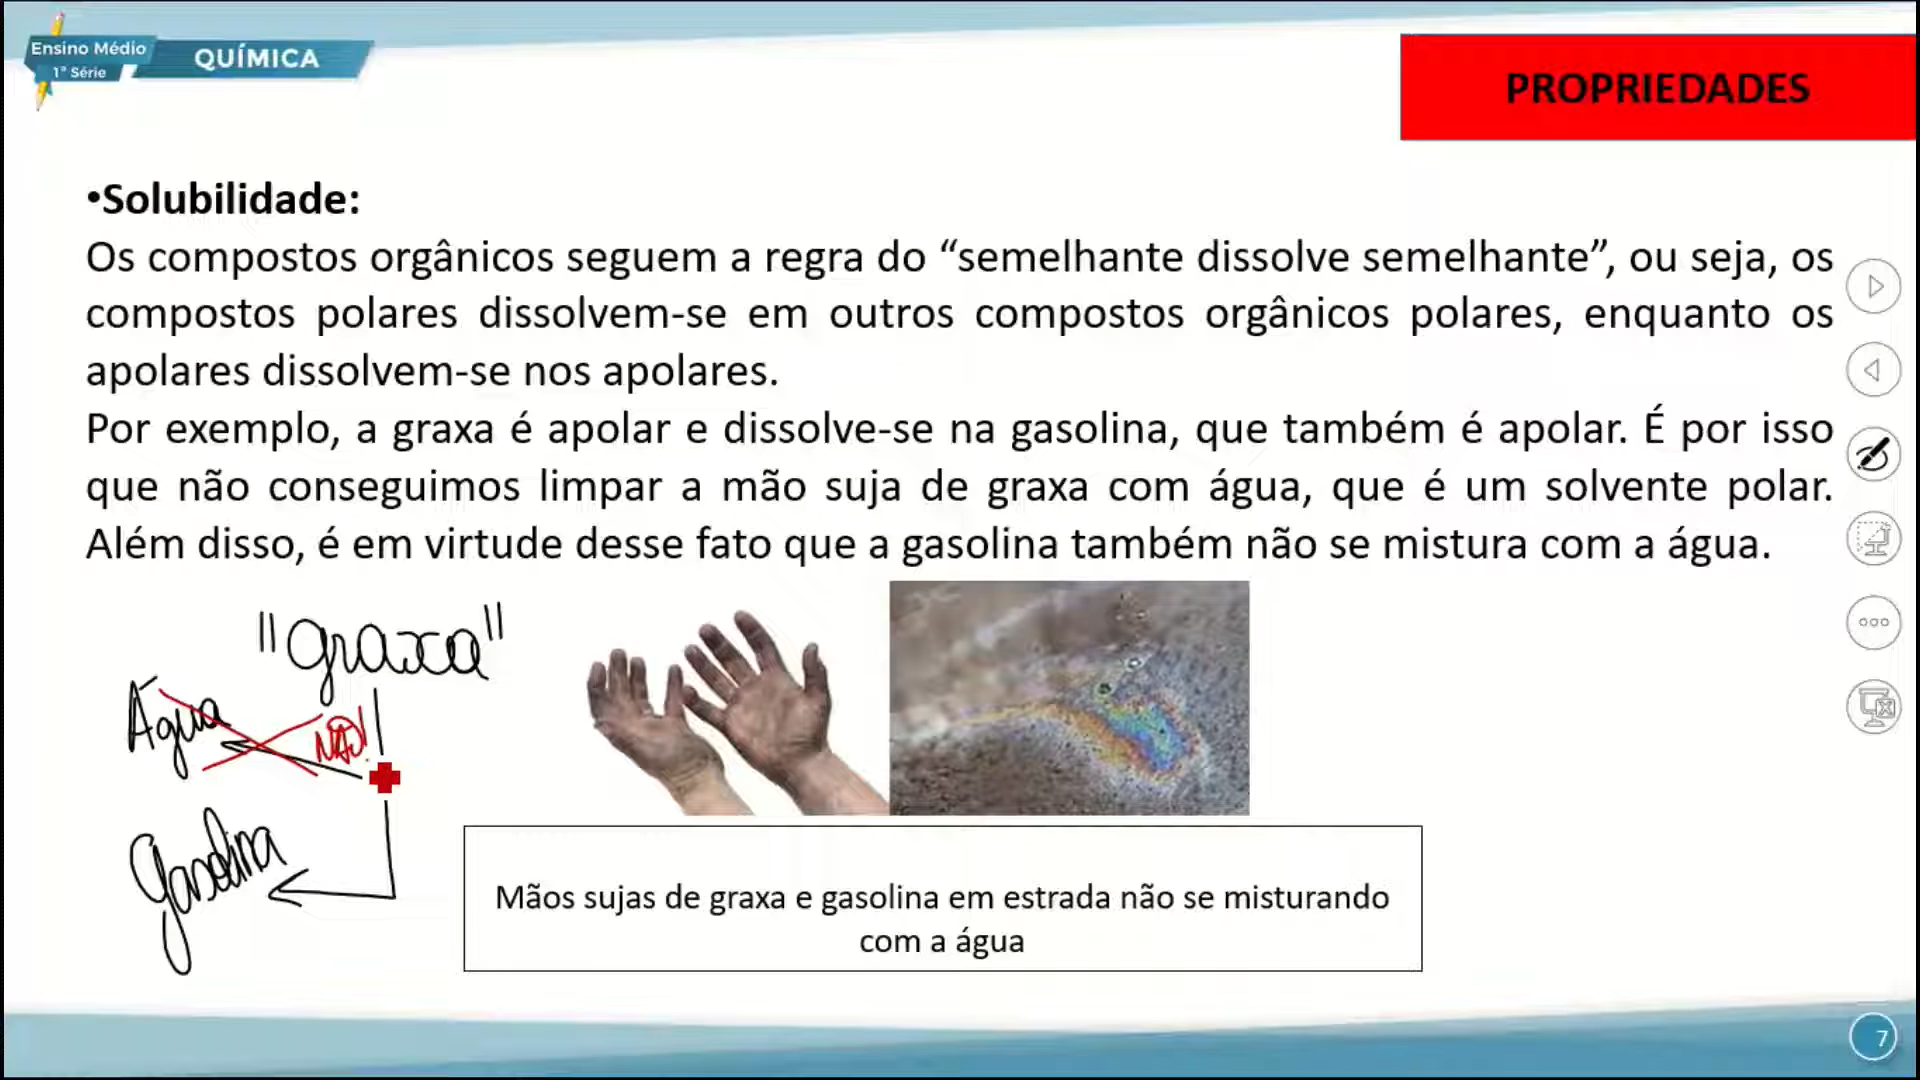 Ensino Médio
1ª Série
QUÍMICA
PROPRIEDADES
•Solubilidade:
Os compostos orgânicos seguem a regra do “semelhante dissolve semelhante”, ou seja, os
compostos polares dissolvem-se em outros compostos orgânicos polares, enquanto os
apolares dissolvem-se nos apolares.
Por exemplo, a graxa é apolar e dissolve-se na gasolina, que também é apolar. É por isso
que não conseguimos limpar a mão suja de graxa com água, que é um solvente polar.
Além disso, é em virtude desse fato que a gasolina também não se mistura com a água.
"graxa"
Água
NÃO!
Gasolina
Mãos sujas de graxa e gasolina em estrada não se misturando
com a água
7